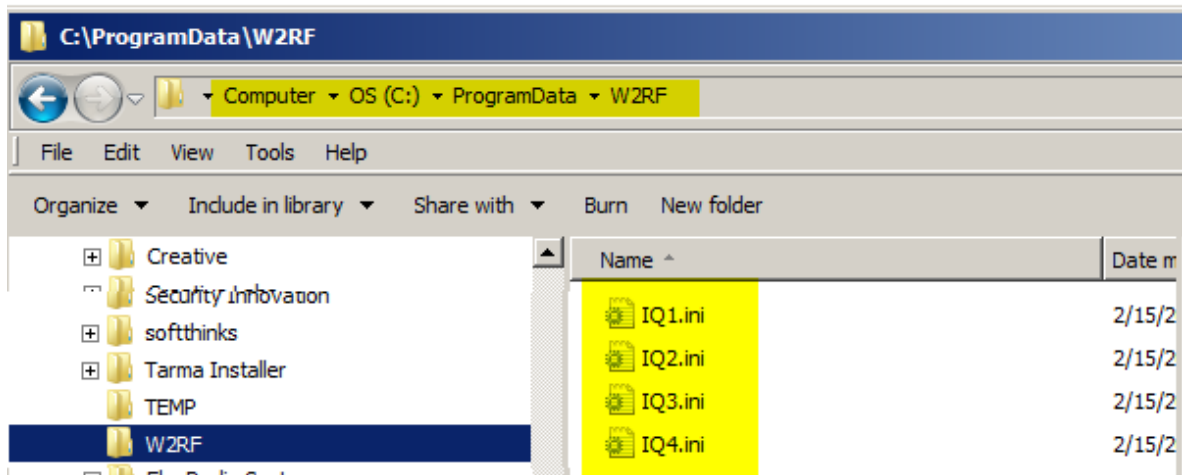 C:\ProgramData\W2RF
Computer OS (C:) ProgramData W2RF
File Edit View Tools Help
Organize Include in library Share with Burn New folder
Creative
Security Innovation
softthinks
Tarma Installer
TEMP
W2RF
Name Date m
IQ1.ini 2/15/2
IQ2.ini 2/15/2
IQ3.ini 2/15/2
IQ4.ini 2/15/2